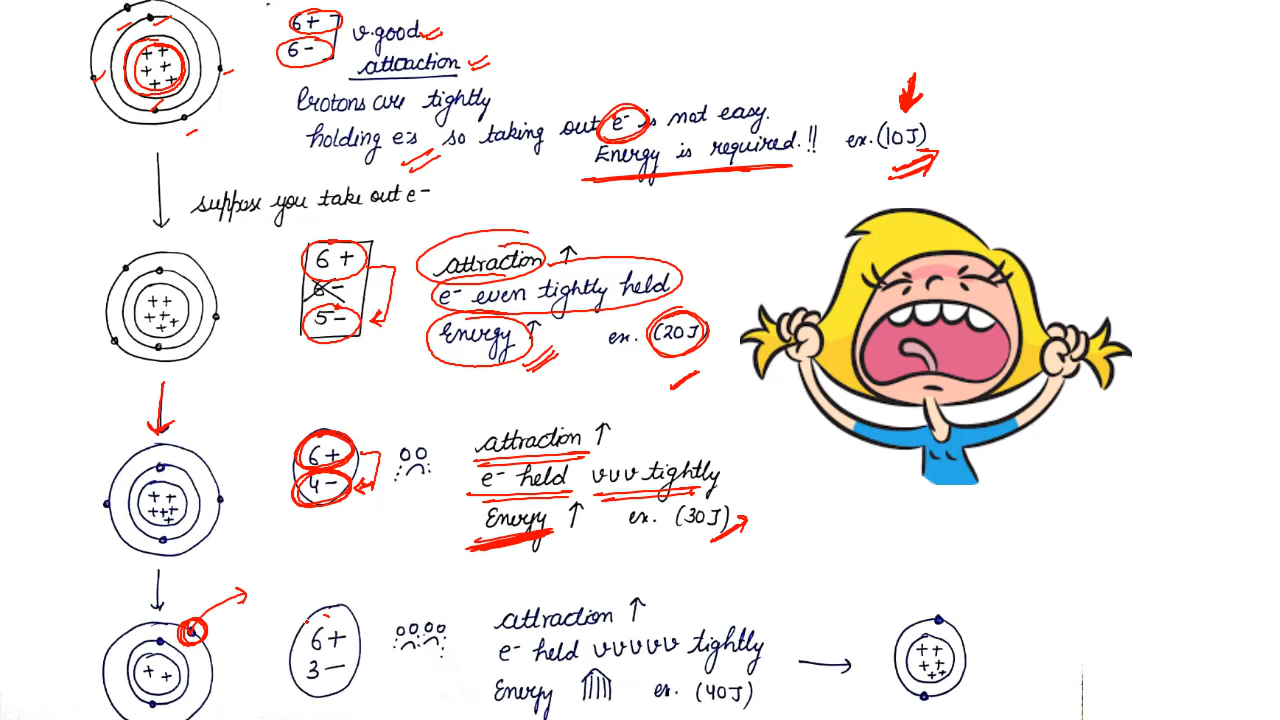 6+
6-
v.good
attraction
Protons are tightly
holding e-s so taking out e- is not easy.
Energy is required !! ex. (10J)
suppose you take out e-
+ +
+ +
+ +
6+
6-
5-
attraction ↑
e- even tightly held
Energy ↑ ex. (20J)
+ +
+ +
+ +
6+
4-
attraction ↑
e- held vvv tightly
Energy ↑ ex. (30J)
+ +
+++
+
6+
3-
attraction ↑
e- held vvvvv tightly
Energy ex. (40J)
+ +
+ +
+ +
+ +